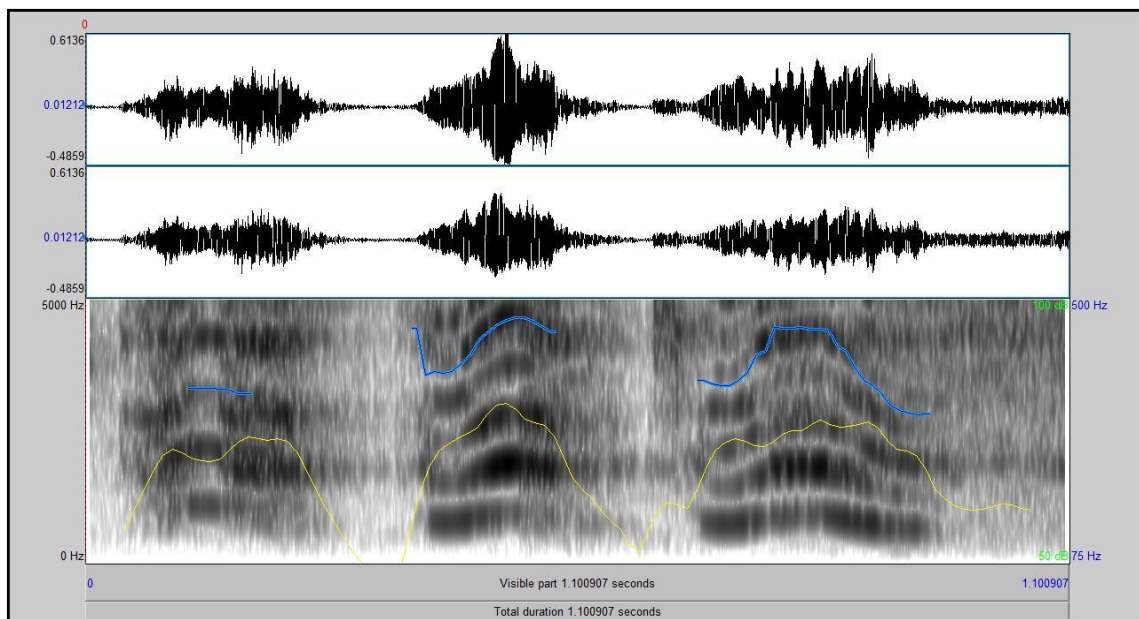 0
0.6136
0.01212
-0.4859
0.6136
0.01212
-0.4859
5000 Hz 100 dB 500 Hz
0 Hz 50 dB 75 Hz
0 Visible part 1.100907 seconds 1.100907
Total duration 1.100907 seconds